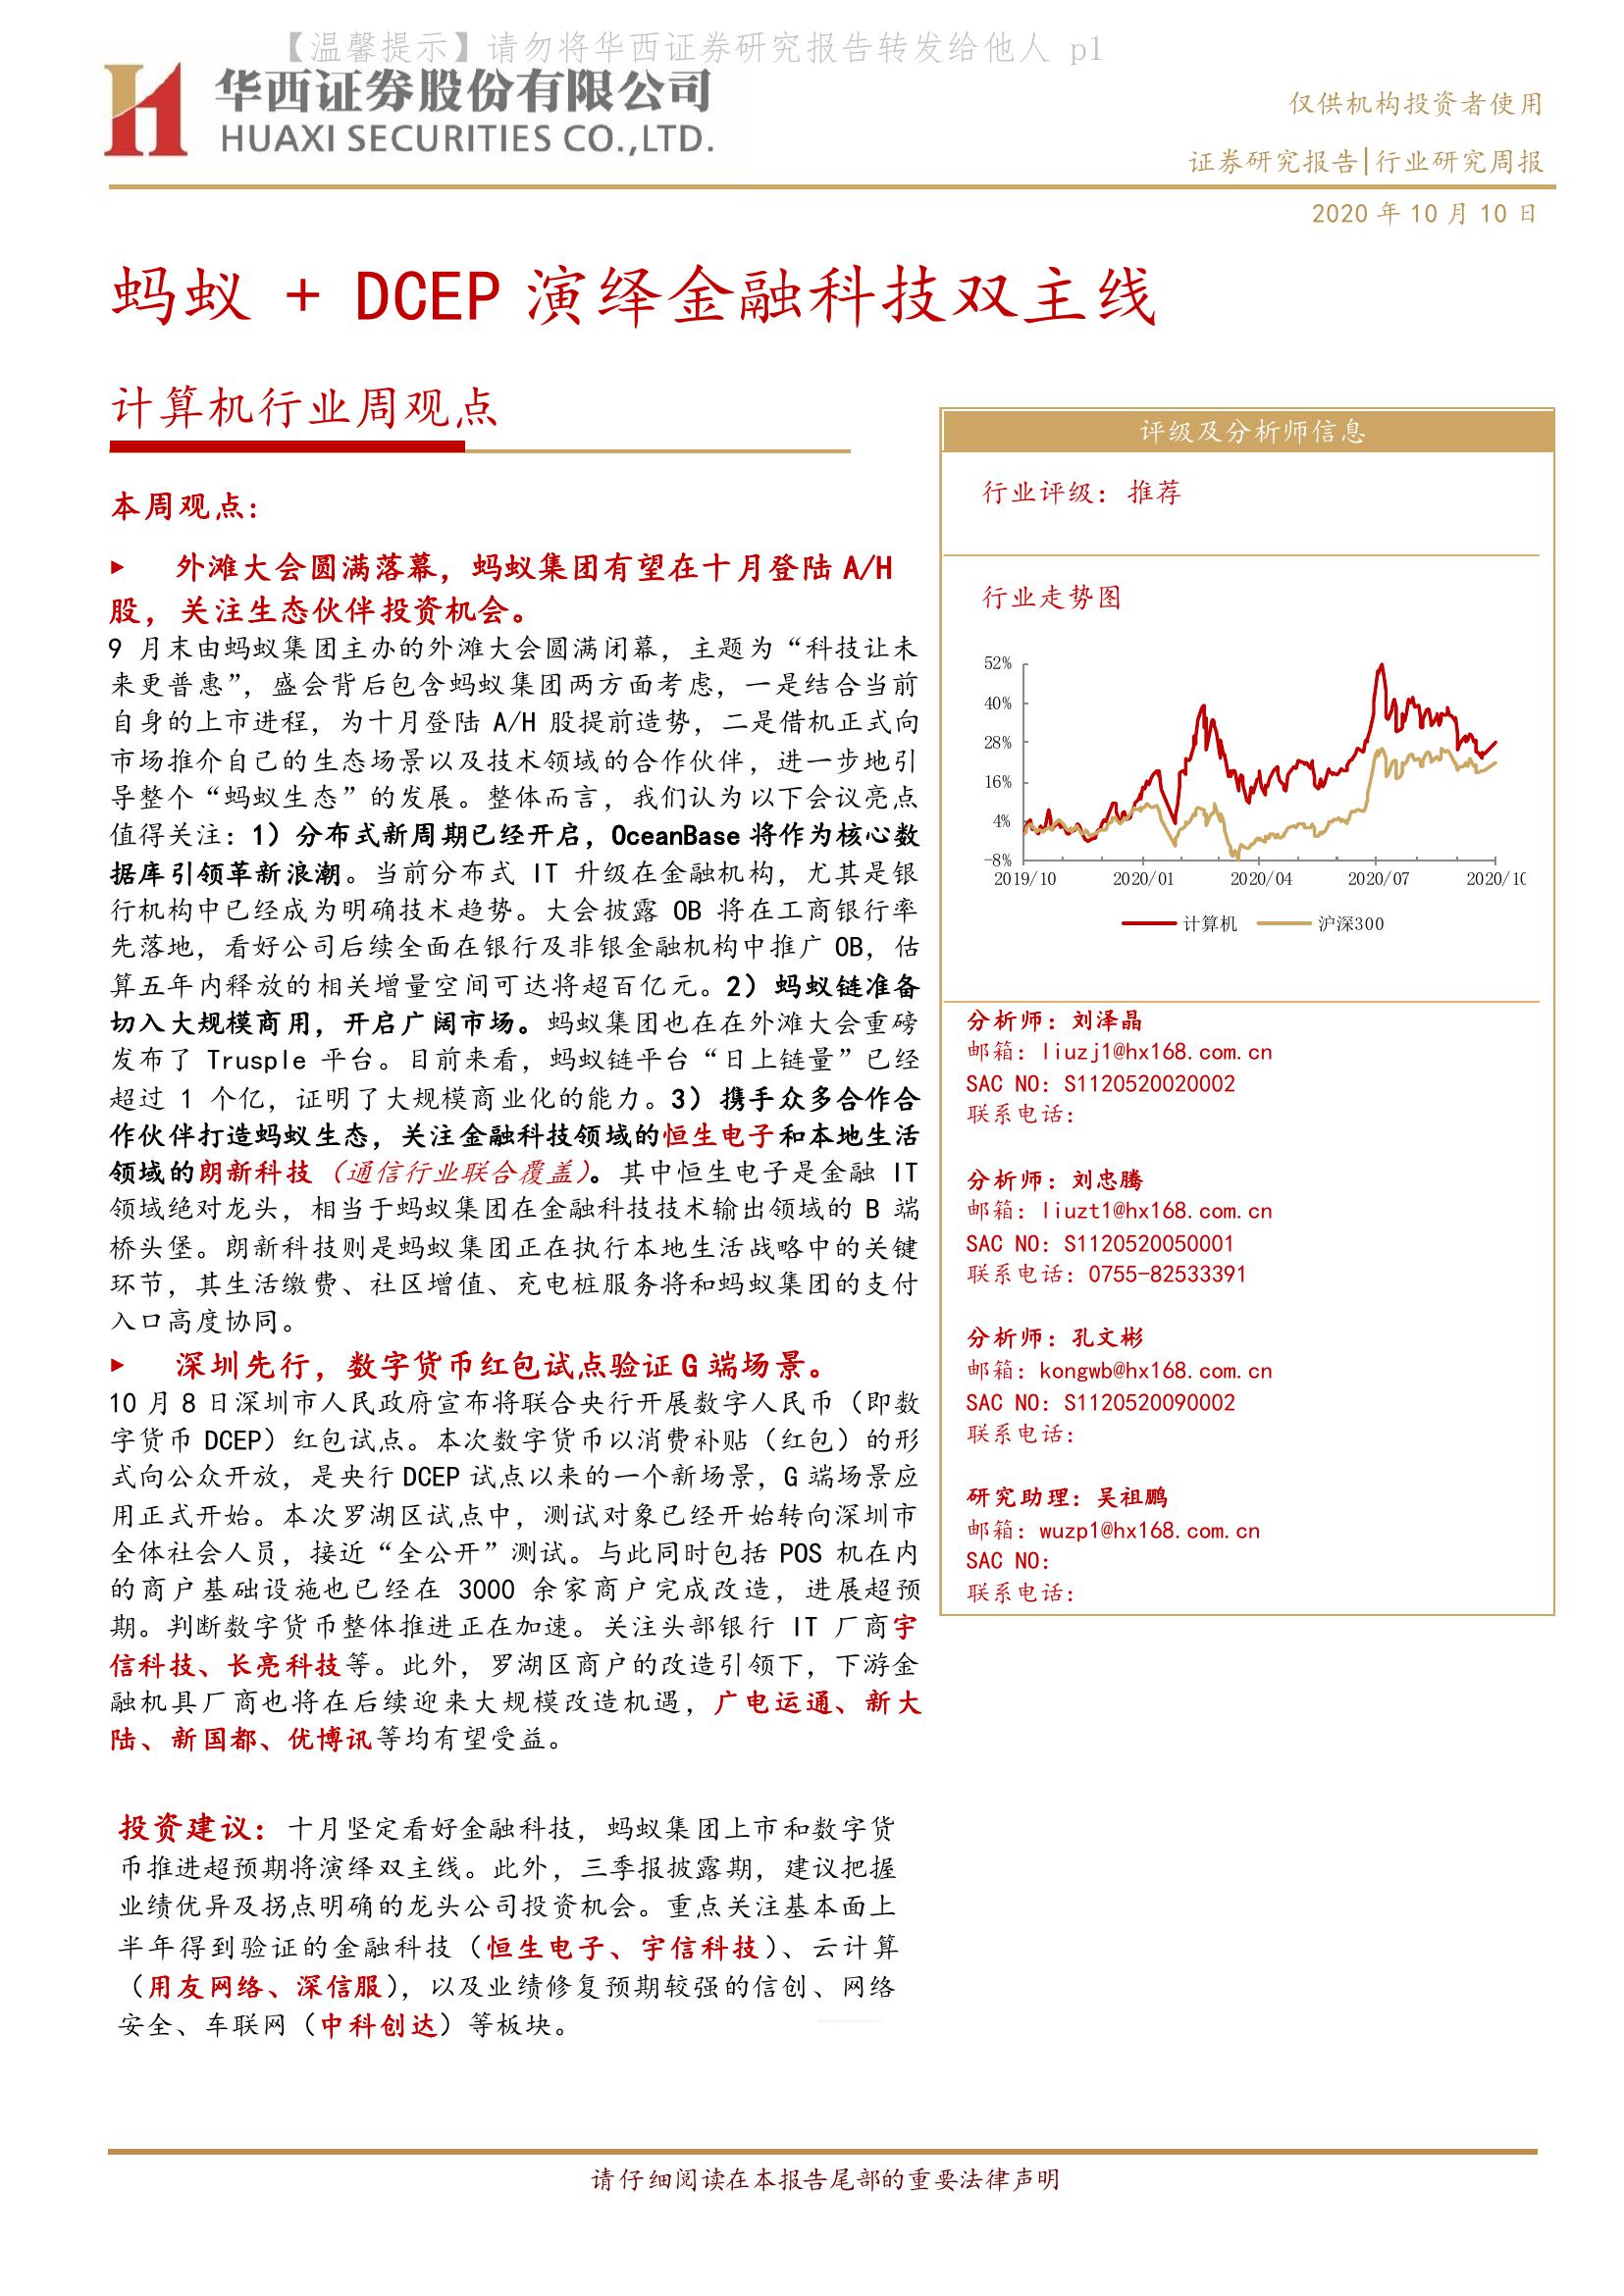 【温馨提示】请勿将华西证券研究报告转发给他人 p1
华西证券股份有限公司
HUAXI SECURITIES CO.,LTD.
仅供机构投资者使用
证券研究报告|行业研究周报
2020 年 10 月 10 日
蚂蚁 + DCEP 演绎金融科技双主线
计算机行业周观点
本周观点：
► 外滩大会圆满落幕，蚂蚁集团有望在十月登陆 A/H
股，关注生态伙伴投资机会。
9 月末由蚂蚁集团主办的外滩大会圆满闭幕，主题为“科技让未
来更普惠”，盛会背后包含蚂蚁集团两方面考虑，一是结合当前
自身的上市进程，为十月登陆 A/H 股提前造势，二是借机正式向
市场推介自己的生态场景以及技术领域的合作伙伴，进一步地引
导整个“蚂蚁生态”的发展。整体而言，我们认为以下会议亮点
值得关注：1）分布式新周期已经开启，OceanBase 将作为核心数
据库引领革新浪潮。当前分布式 IT 升级在金融机构，尤其是银
行机构中已经成为明确技术趋势。大会披露 OB 将在工商银行率
先落地，看好公司后续全面在银行及非银金融机构中推广 OB，估
算五年内释放的相关增量空间可达将超百亿元。2）蚂蚁链准备
切入大规模商用，开启广阔市场。蚂蚁集团也在在外滩大会重磅
发布了 Trusple 平台。目前来看，蚂蚁链平台“日上链量”已经
超过 1 个亿，证明了大规模商业化的能力。3）携手众多合作合
作伙伴打造蚂蚁生态，关注金融科技领域的恒生电子和本地生活
领域的朗新科技（通信行业联合覆盖）。其中恒生电子是金融 IT
领域绝对龙头，相当于蚂蚁集团在金融科技技术输出领域的 B 端
桥头堡。朗新科技则是蚂蚁集团正在执行本地生活战略中的关键
环节，其生活缴费、社区增值、充电桩服务将和蚂蚁集团的支付
入口高度协同。
► 深圳先行，数字货币红包试点验证 G 端场景。
10 月 8 日深圳市人民政府宣布将联合央行开展数字人民币（即数
字货币 DCEP）红包试点。本次数字货币以消费补贴（红包）的形
式向公众开放，是央行 DCEP 试点以来的一个新场景，G 端场景应
用正式开始。本次罗湖区试点中，测试对象已经开始转向深圳市
全体社会人员，接近“全公开”测试。与此同时包括 POS 机在内
的商户基础设施也已经在 3000 余家商户完成改造，进展超预
期。判断数字货币整体推进正在加速。关注头部银行 IT 厂商宇
信科技、长亮科技等。此外，罗湖区商户的改造引领下，下游金
融机具厂商也将在后续迎来大规模改造机遇，广电运通、新大
陆、新国都、优博讯等均有望受益。
投资建议：十月坚定看好金融科技，蚂蚁集团上市和数字货
币推进超预期将演绎双主线。此外，三季报披露期，建议把握
业绩优异及拐点明确的龙头公司投资机会。重点关注基本面上
半年得到验证的金融科技（恒生电子、宇信科技）、云计算
（用友网络、深信服），以及业绩修复预期较强的信创、网络
安全、车联网（中科创达）等板块。
评级及分析师信息
行业评级：推荐
行业走势图
52%
40%
28%
16%
4%
-8%
2019/10 2020/01 2020/04 2020/07 2020/10
计算机 沪深300
分析师：刘泽晶
邮箱：liuzj1@hx168.com.cn
SAC NO：S1120520020002
联系电话：
分析师：刘忠腾
邮箱：liuzt1@hx168.com.cn
SAC NO：S1120520050001
联系电话：0755-82533391
分析师：孔文彬
邮箱：kongwb@hx168.com.cn
SAC NO：S1120520090002
联系电话：
研究助理：吴祖鹏
邮箱：wuzp1@hx168.com.cn
SAC NO：
联系电话：
请仔细阅读在本报告尾部的重要法律声明